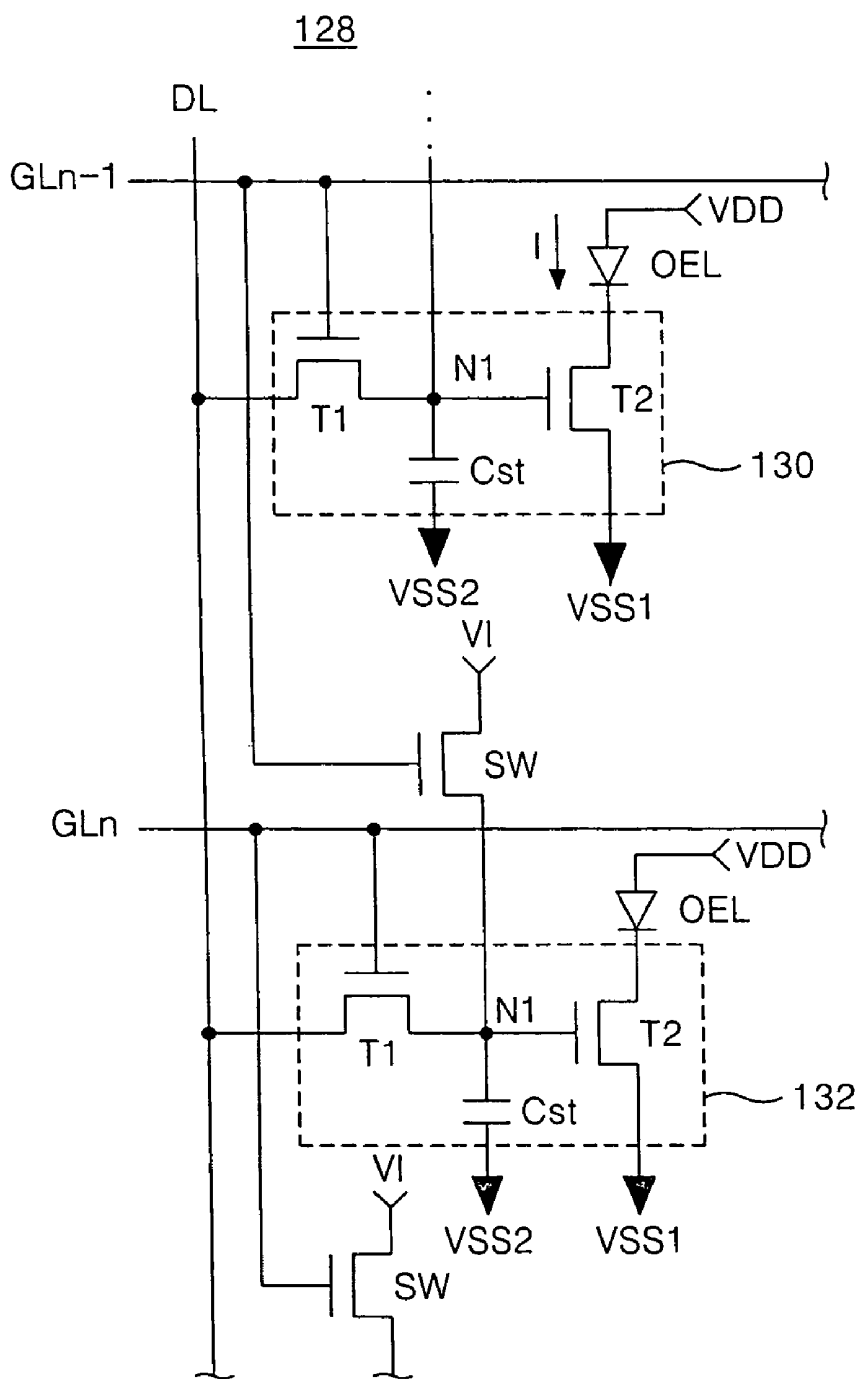 128
DL
GLn-1
VDD
I
OEL
N1
T1
T2
Cst
130
VSS2
VSS1
VI
SW
GLn
VDD
OEL
N1
T1
T2
Cst
132
VI
VSS2
VSS1
SW